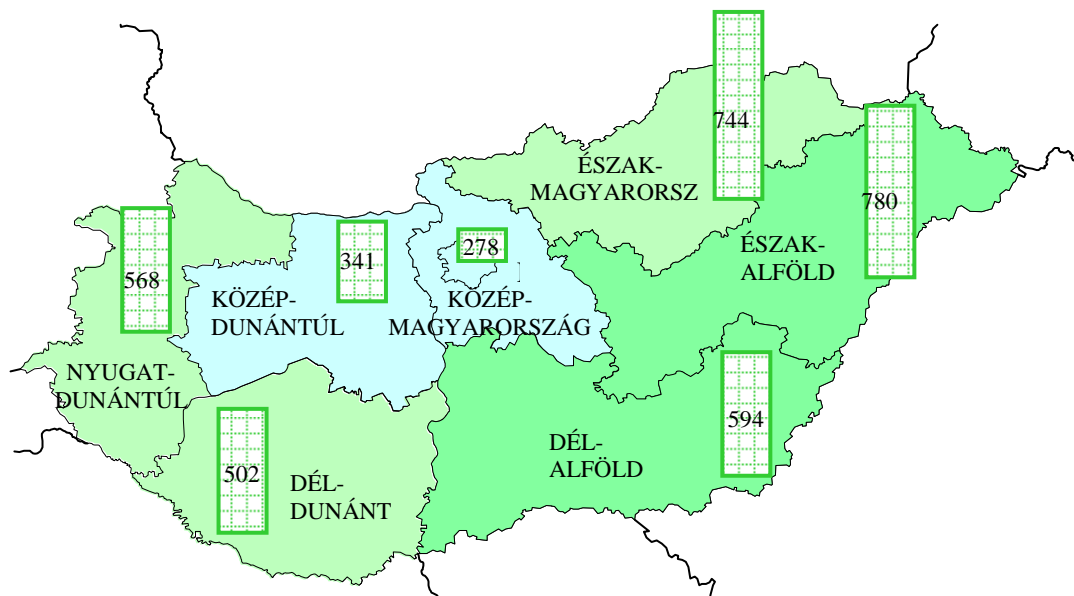 744
ÉSZAK-
MAGYARORSZ
780
568
341
278
ÉSZAK-
ALFÖLD
KÖZÉP-
DUNÁNTÚL
KÖZÉP-
MAGYARORSZÁG
NYUGAT-
DUNÁNTÚL
594
502
DÉL-
ALFÖLD
DÉL-
DUNÁNT